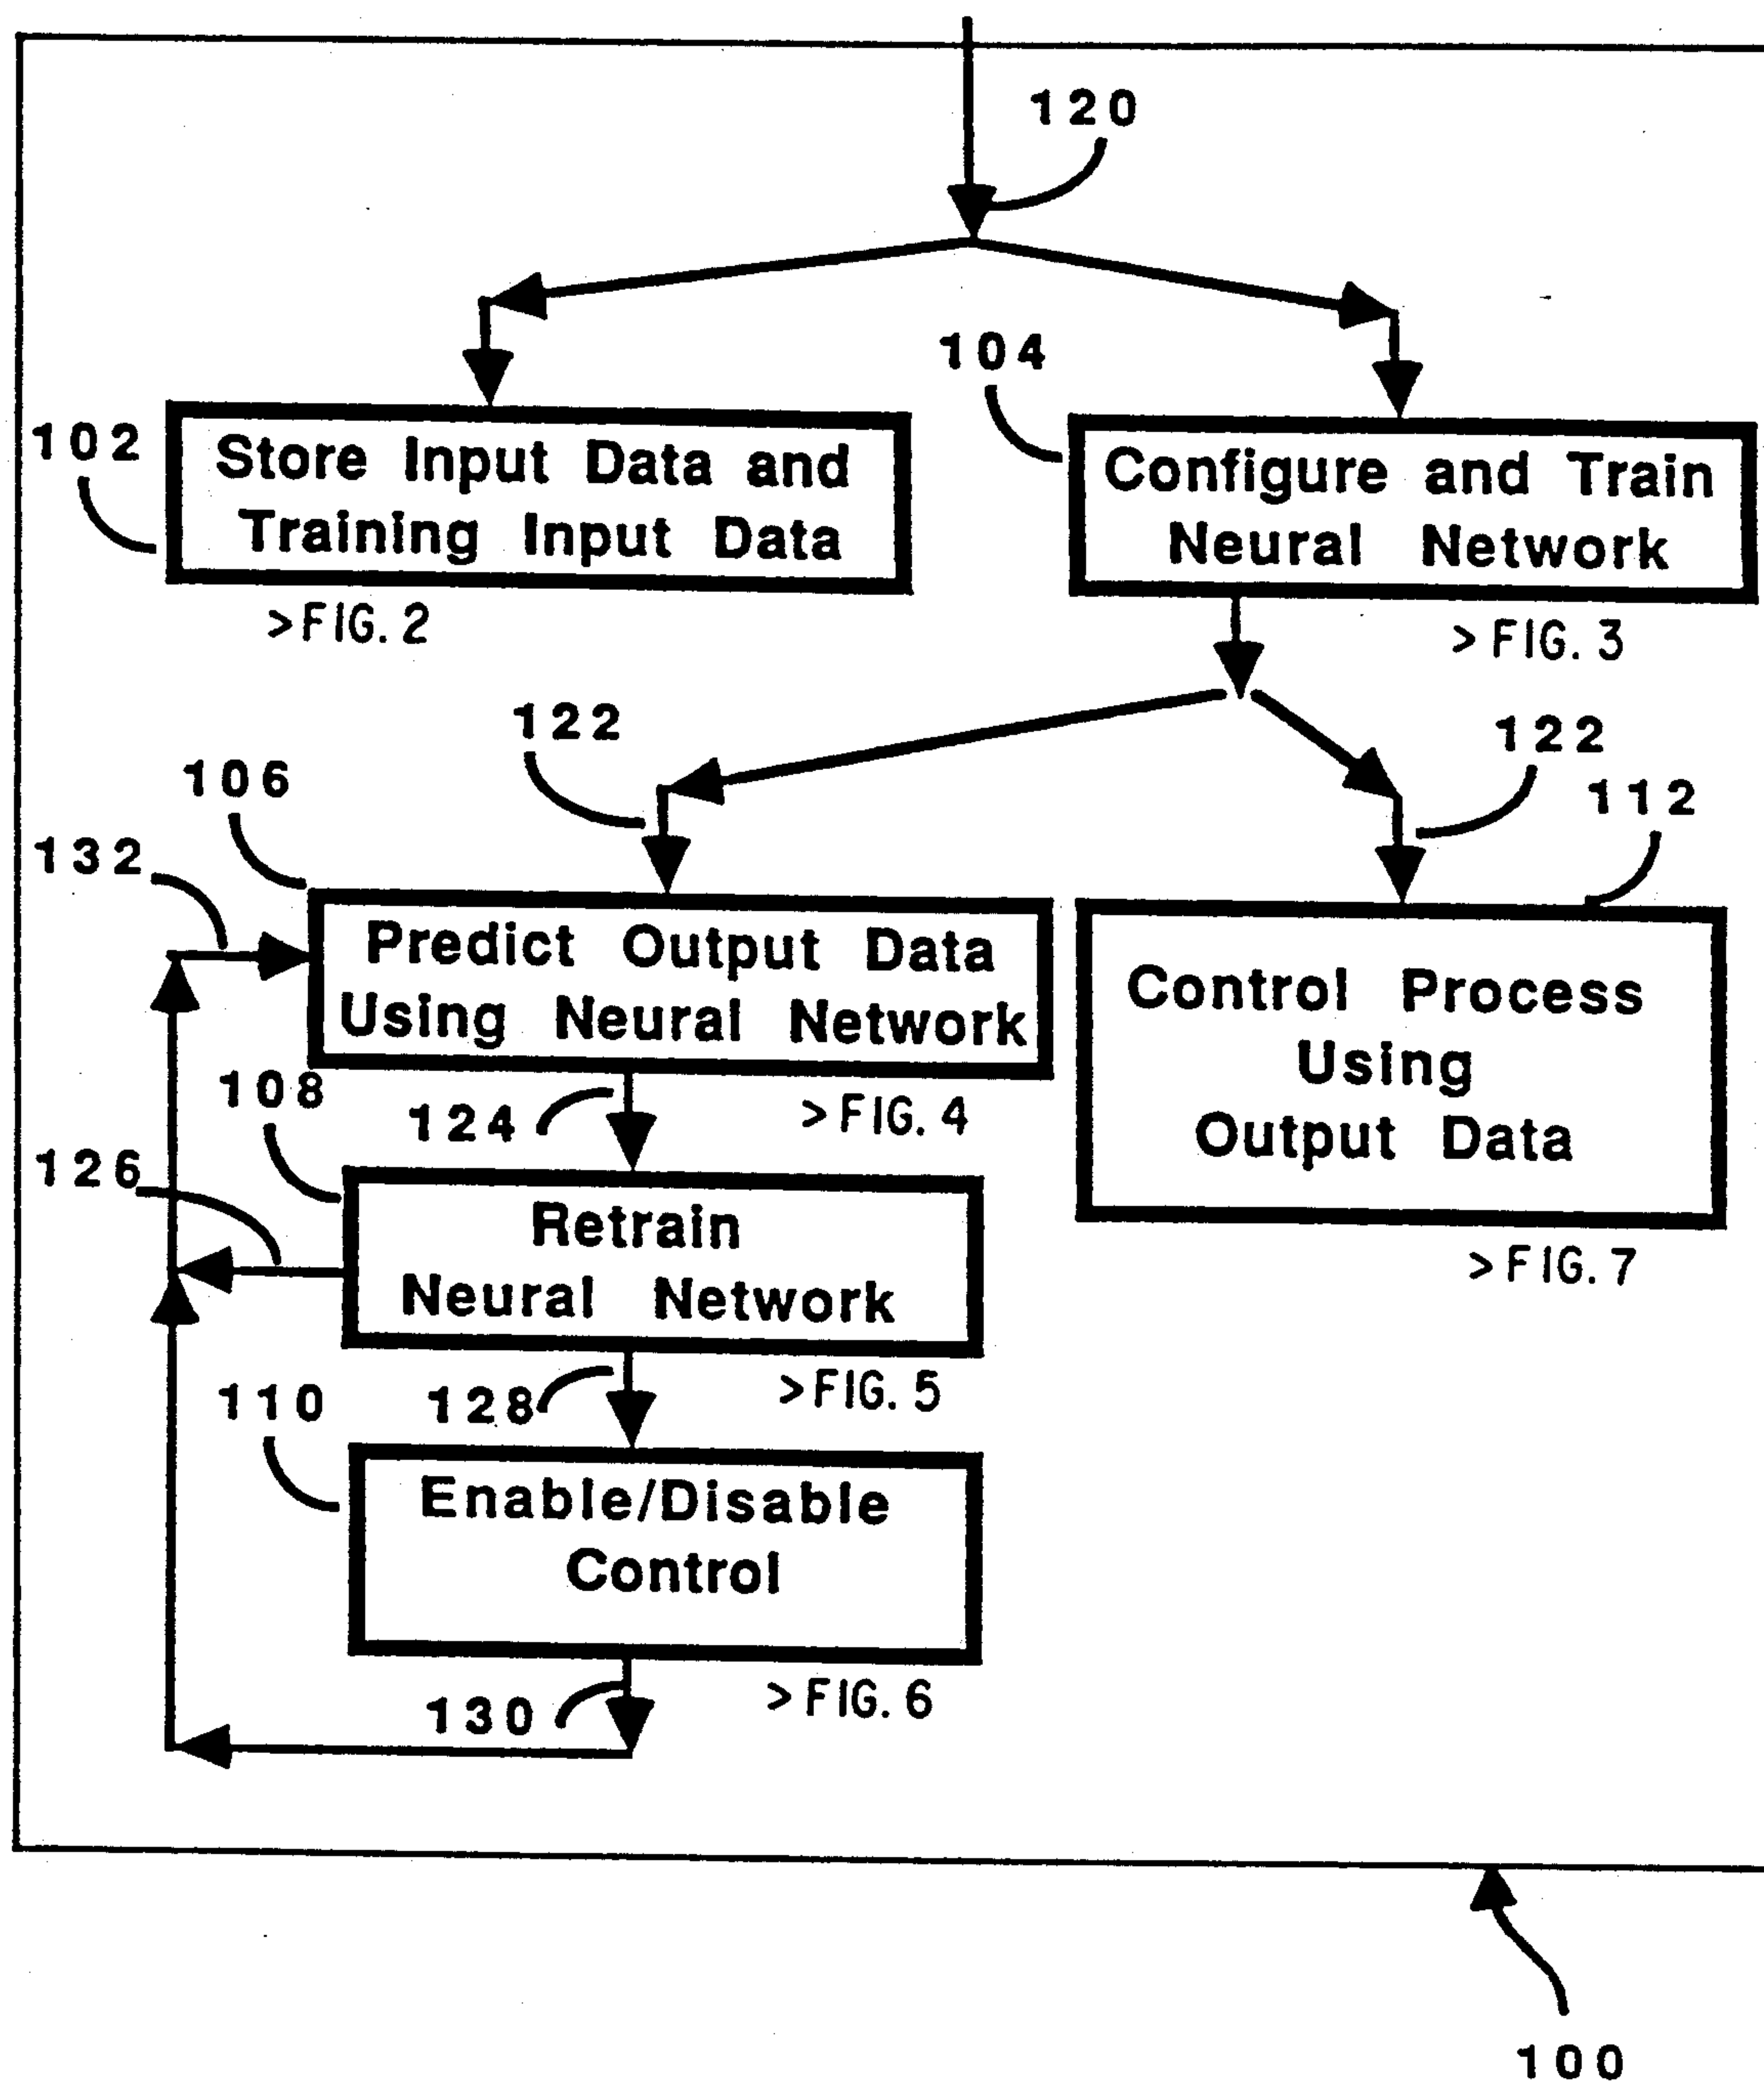 120
104
102
Store Input Data and
Training Input Data
Configure and Train
Neural Network
>FIG. 2
>FIG. 3
122
122
106
112
132
Predict Output Data
Using Neural Network
Control Process
Using
Output Data
108
124
>FIG. 4
126
Retrain
Neural Network
>FIG. 7
110
128
>FIG. 5
Enable/Disable
Control
130
>FIG. 6
100